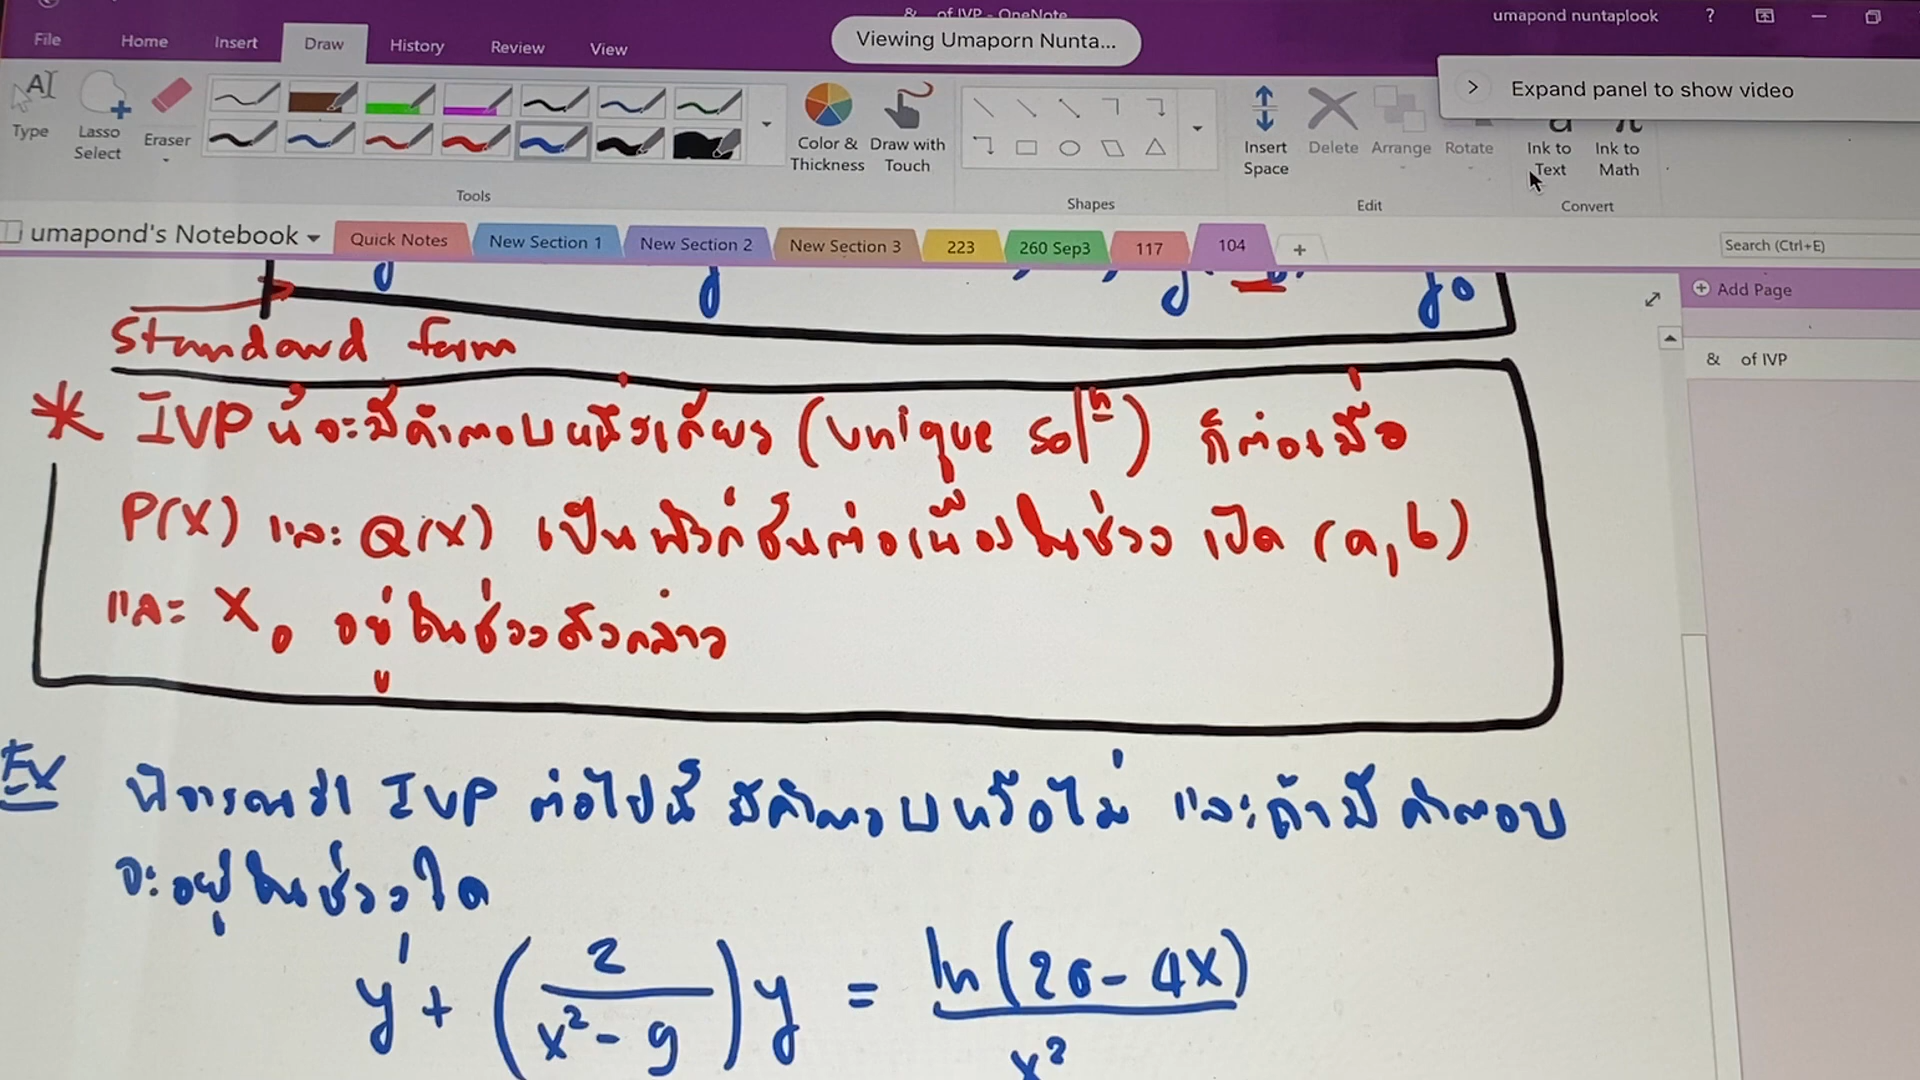 & of IVP - OneNote
umapond nuntaplook ?
Viewing Umaporn Nunta...
File Home Insert Draw History Review View
Expand panel to show video
Type
Lasso Select
Eraser
Color & Thickness
Draw with Touch
Insert Space
Delete
Arrange
Rotate
Ink to Text
Ink to Math
Tools Shapes Edit Convert
umapond's Notebook Quick Notes New Section 1 New Section 2 New Section 3 223 260 Sep3 117 104 +
Search (Ctrl+E)
Add Page
& of IVP
Standard form
* IVP นี้จะมีคำตอบหนึ่งเดียว (unique solⁿ) ก็ต่อเมื่อ
P(x) และ Q(x) เป็นฟังก์ชันต่อเนื่องในช่วงเปิด (a,b)
และ x₀ อยู่ในช่วงดังกล่าว
Ex พิจารณาว่า IVP ต่อไปนี้ มีคำตอบหรือไม่ และถ้ามีคำตอบ
จะอยู่ในช่วงใด
y' + (2/(x²-9))y = ln(20-4x)/x²